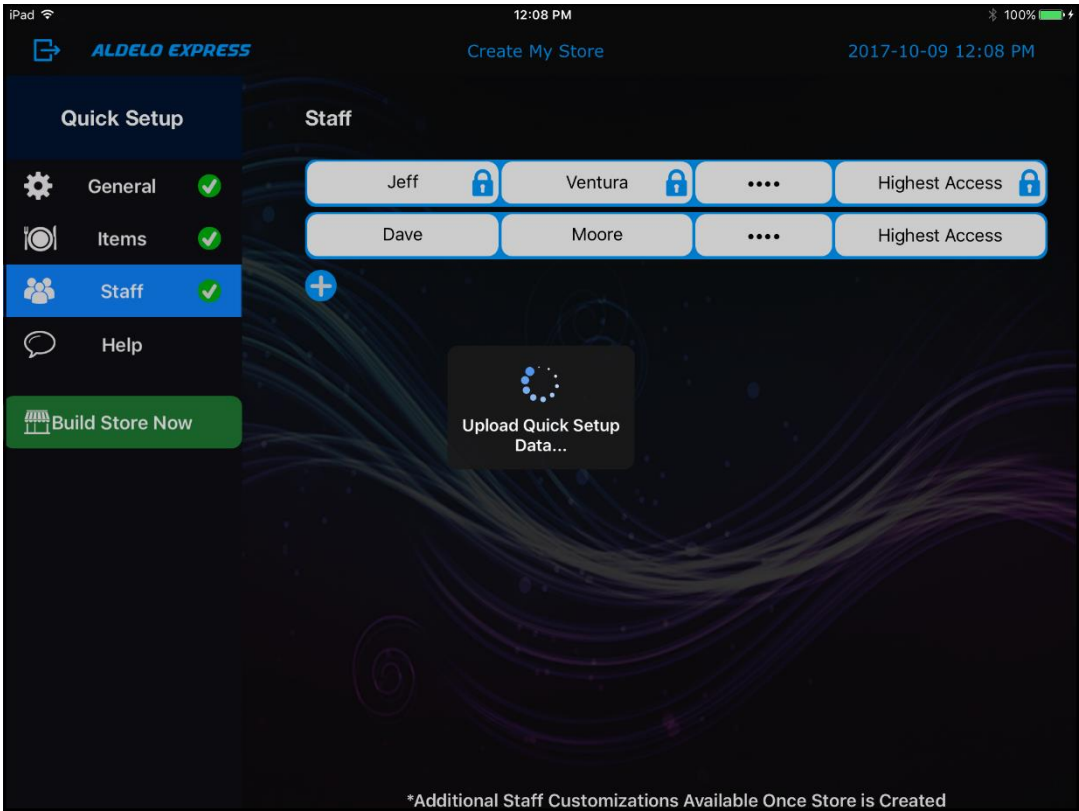 iPad 12:08 PM 100%
ALDELO EXPRESS Create My Store 2017-10-09 12:08 PM
Quick Setup
General
Items
Staff
Help
Build Store Now
Staff
Jeff Ventura •••• Highest Access
Dave Moore •••• Highest Access
Upload Quick Setup
Data...
*Additional Staff Customizations Available Once Store is Created